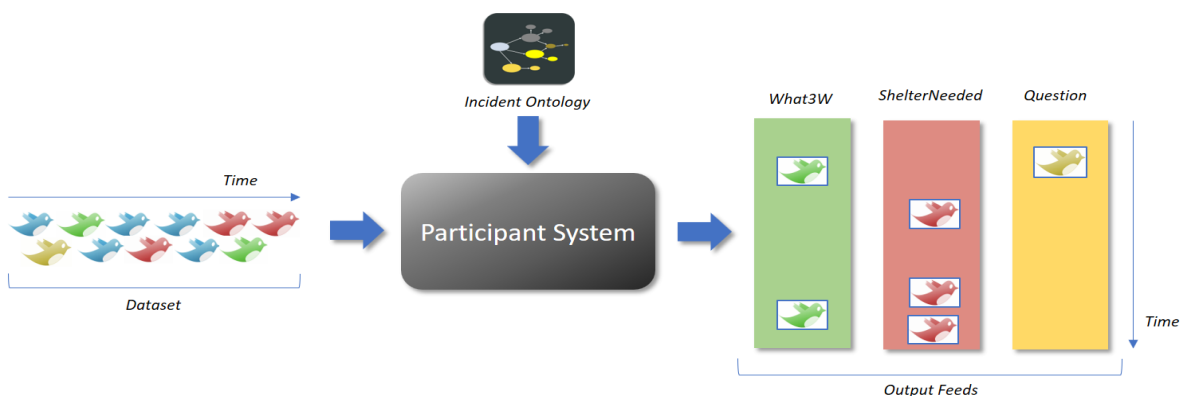 Incident Ontology
What3W
ShelterNeeded
Question
Time
Participant System
Dataset
Time
Output Feeds